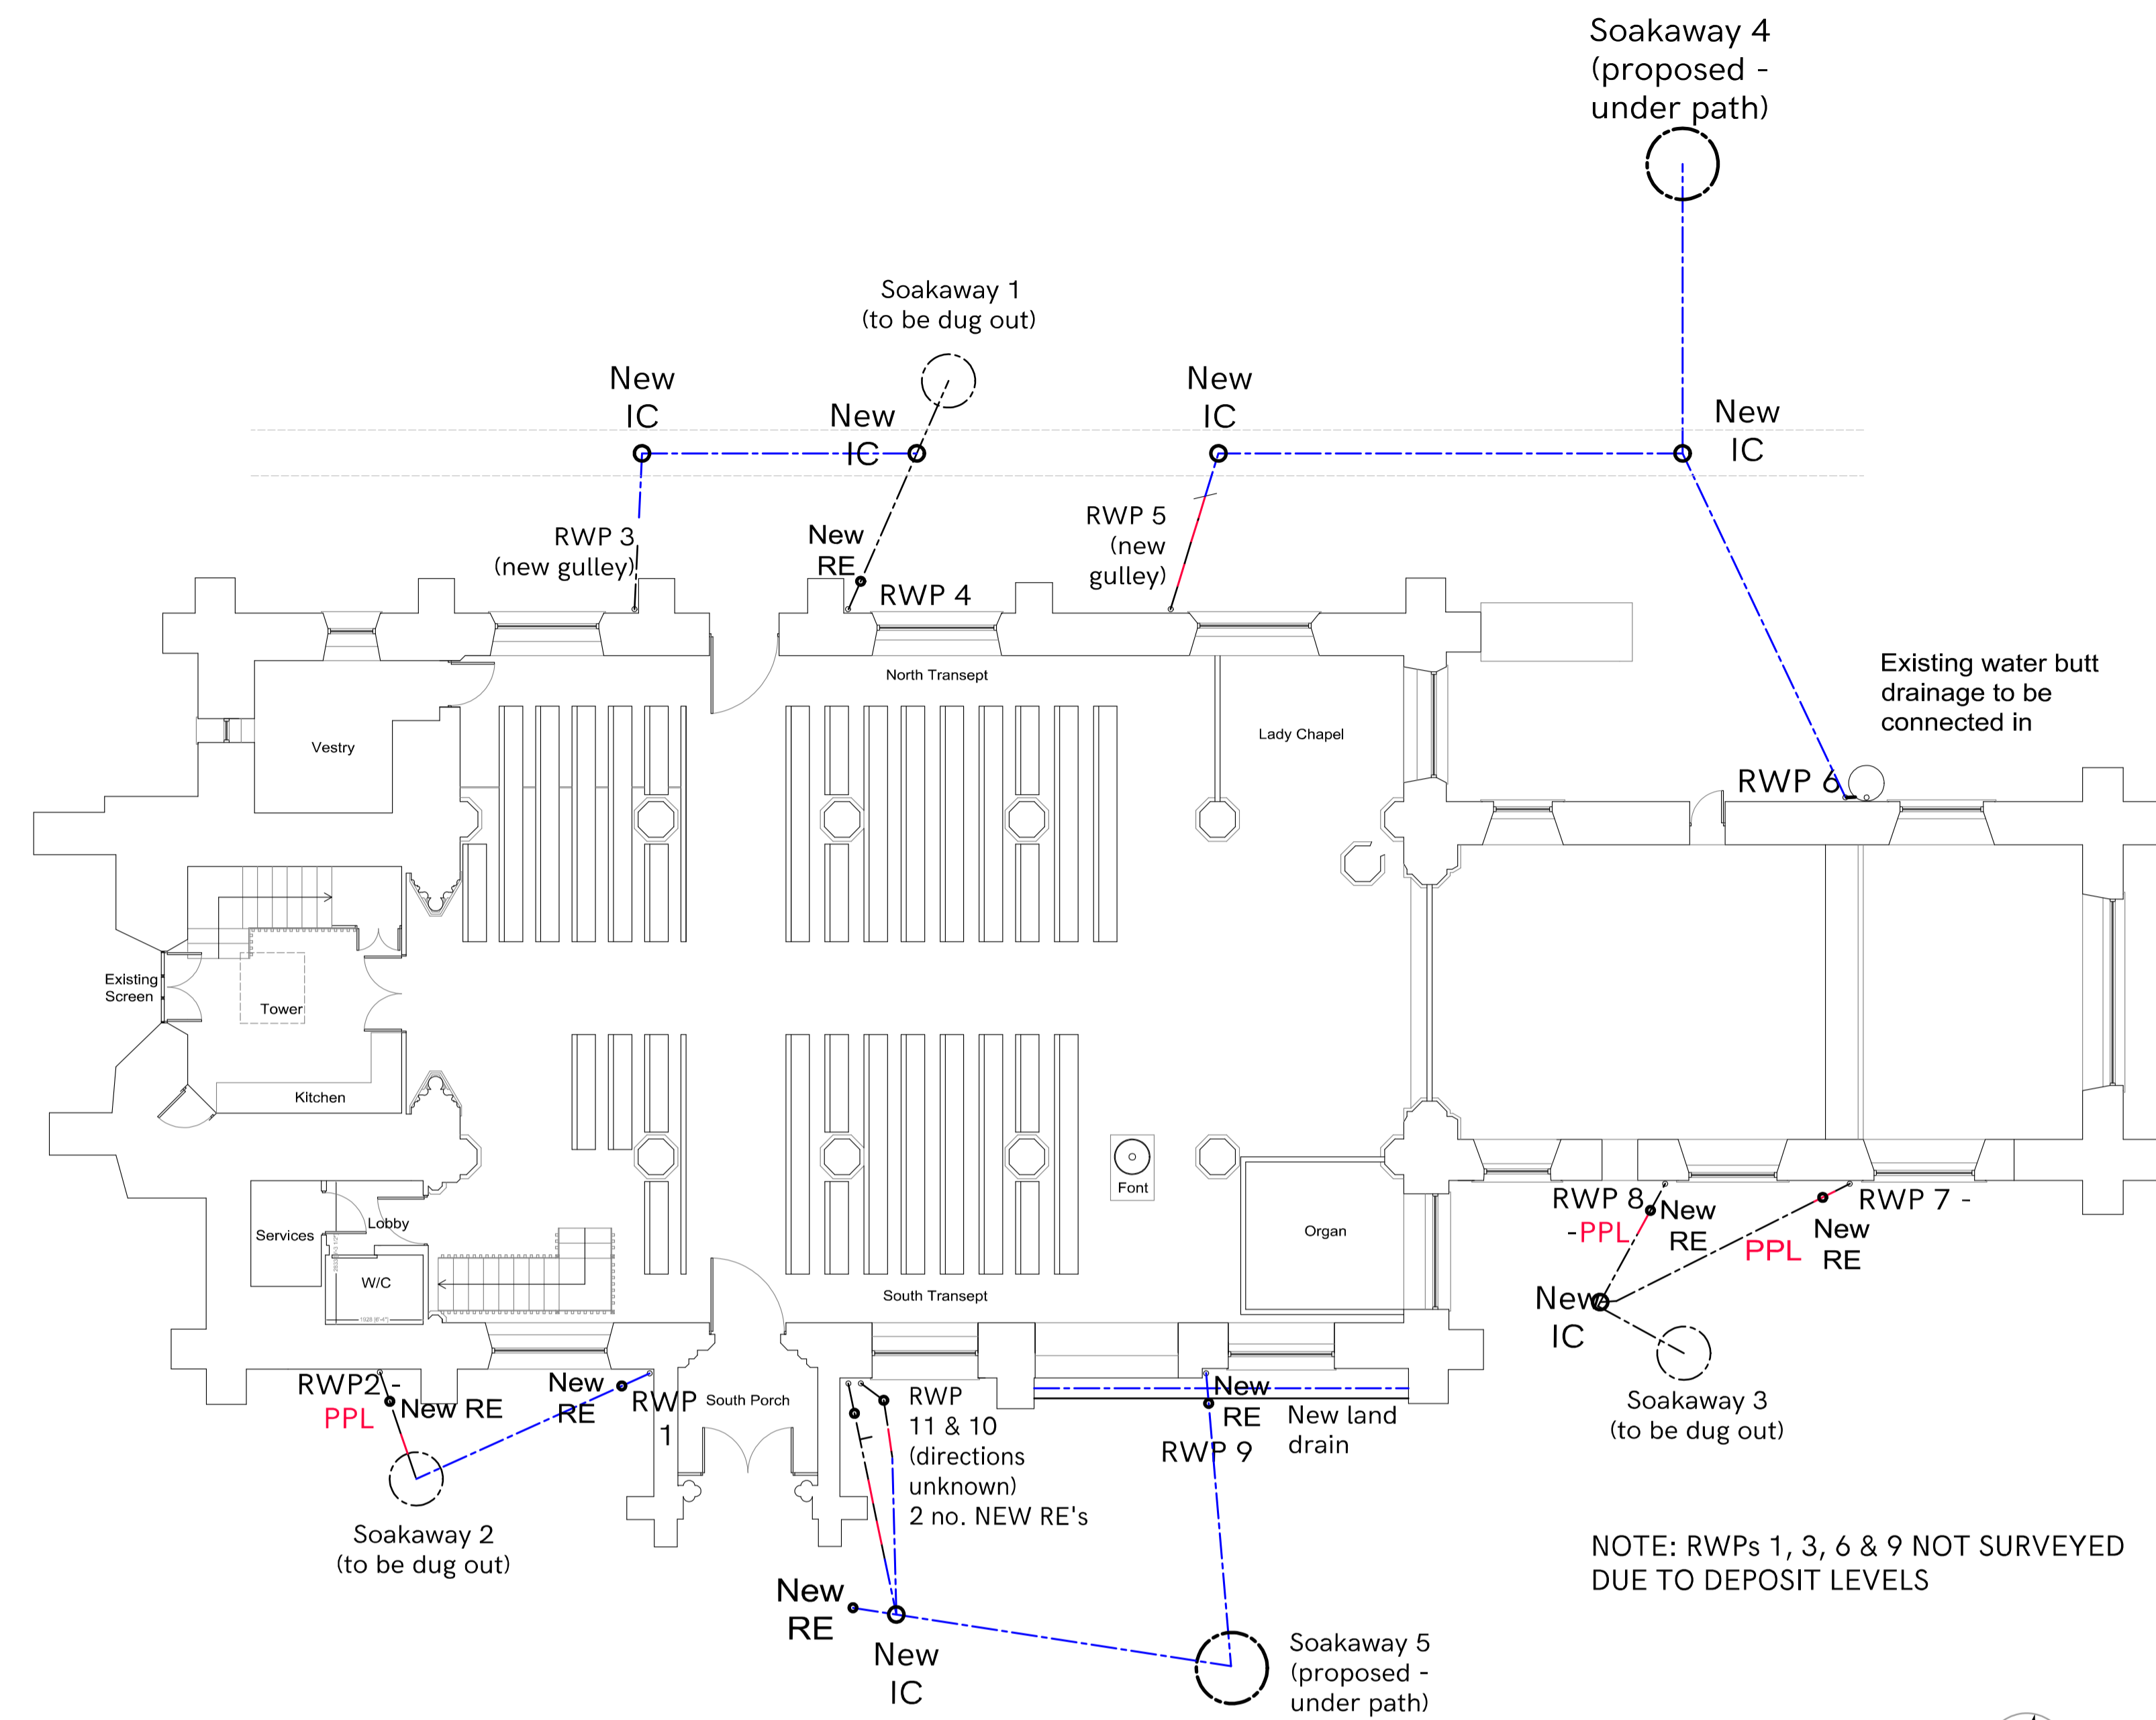 Soakaway 4
(proposed -
under path)
Soakaway 1
(to be dug out)
New
IC
New
IC
New
IC
New
IC
RWP 3
(new gulley)
New
RE
RWP 4
RWP 5
(new
gulley)
Existing water butt
drainage to be
connected in
RWP 6
North Transept
Vestry
Lady Chapel
Existing
Screen
Tower
Kitchen
Font
Services
Lobby
W/C
1928 [6'-4"]
Organ
South Transept
South Porch
RWP 8
-PPL
New
RE
RWP 7 -
PPL
New
RE
New
IC
Soakaway 3
(to be dug out)
RWP2 -
PPL
New RE
New
RE
RWP
1
Soakaway 2
(to be dug out)
RWP
11 & 10
(directions
unknown)
2 no. NEW RE's
New
RE
RWP 9
New land
drain
New
RE
New
IC
Soakaway 5
(proposed -
under path)
NOTE: RWPs 1, 3, 6 & 9 NOT SURVEYED
DUE TO DEPOSIT LEVELS